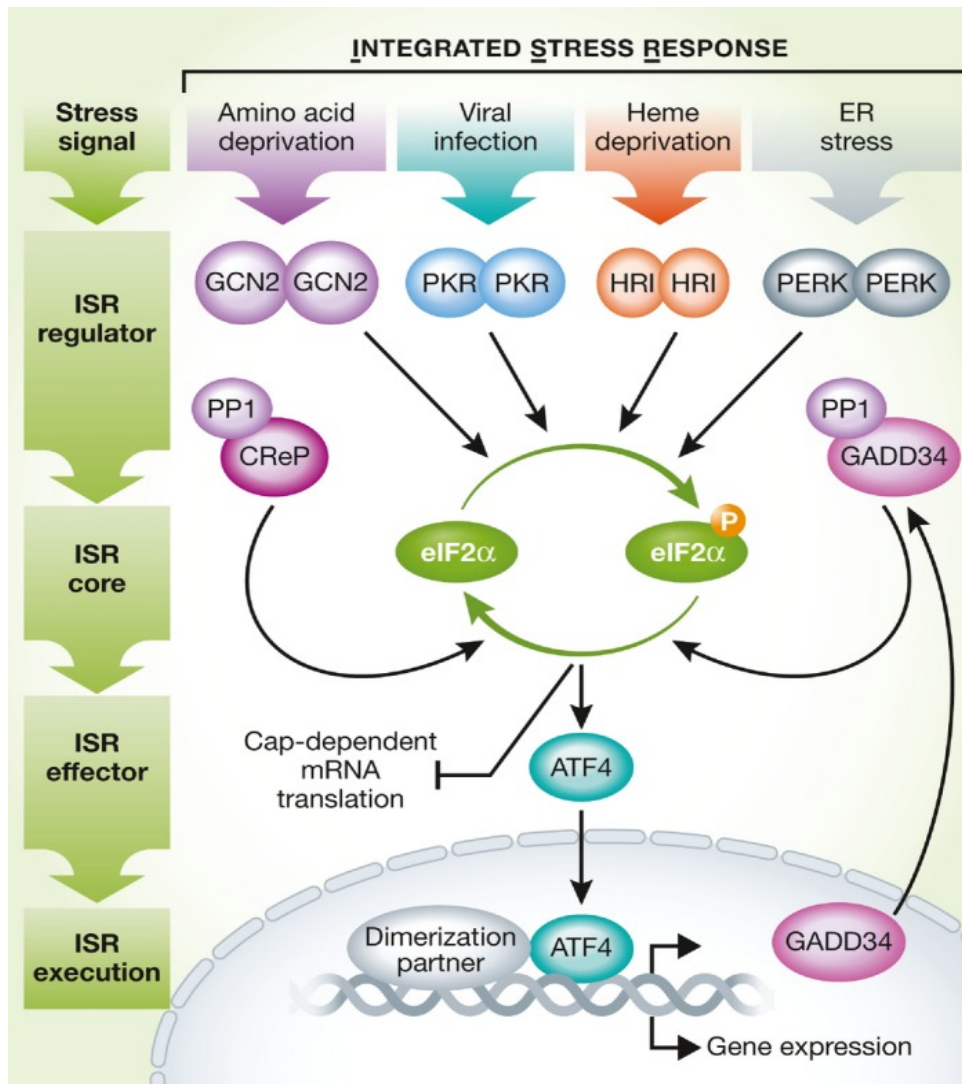 INTEGRATED STRESS RESPONSE
Stress
signal
Amino acid
deprivation
Viral
infection
Heme
deprivation
ER
stress
ISR
regulator
GCN2 GCN2
PKR PKR
HRI HRI
PERK PERK
PP1
CReP
PP1
GADD34
ISR
core
eIF2α
eIF2α
P
ISR
effector
Cap-dependent
mRNA
translation
ATF4
ISR
execution
Dimerization
partner
ATF4
GADD34
Gene expression